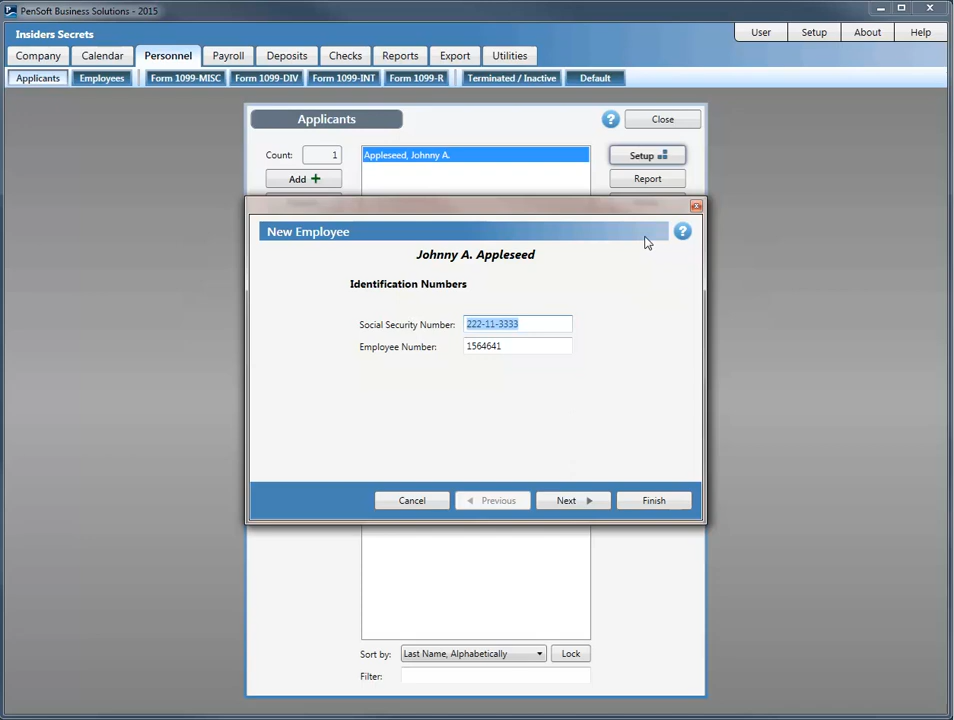 PenSoft Business Solutions - 2015
Insiders Secrets
User Setup About Help
Company Calendar Personnel Payroll Deposits Checks Reports Export Utilities
Applicants Employees Form 1099-MISC Form 1099-DIV Form 1099-INT Form 1099-R Terminated / Inactive Default
Applicants ? Close
Count: 1 Appleseed, Johnny A. Setup
Add + Report
New Employee ?
Johnny A. Appleseed
Identification Numbers
Social Security Number: 222-11-3333
Employee Number: 1564641
Cancel Previous Next Finish
Sort by: Last Name, Alphabetically Lock
Filter: